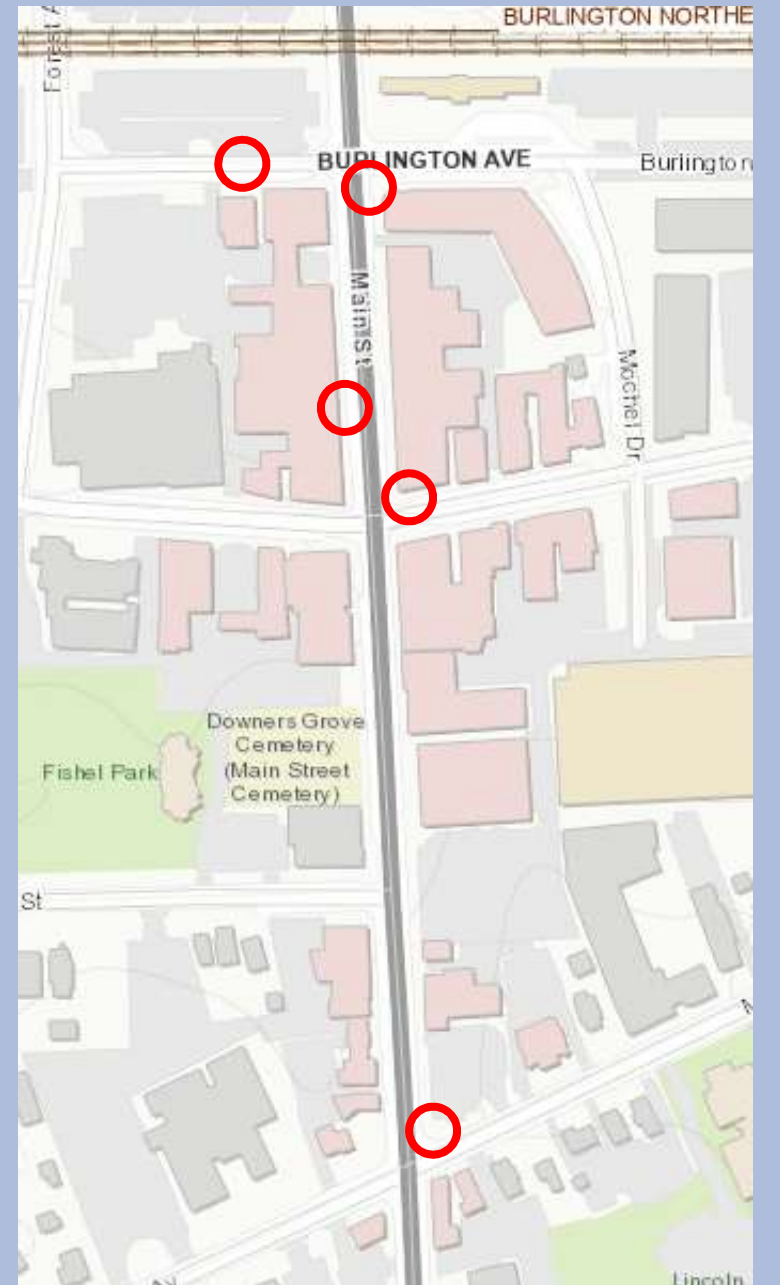 BURLINGTON NORTHE
Forest A
BURLINGTON AVE
Burlington
Main St
Mochel Dr
Downers Grove
Cemetery
(Main Street
Cemetery)
Fishel Park
St
Lincoln